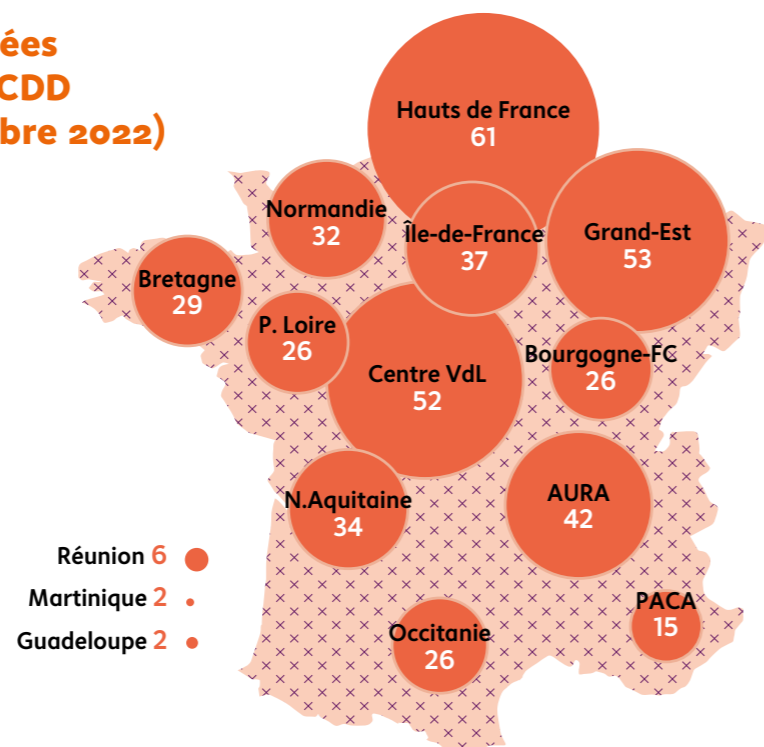 ées
CDD
bre 2022)
Hauts de France
61
Normandie
32
Île-de-France
37
Grand-Est
53
Bretagne
29
P. Loire
26
Centre VdL
52
Bourgogne-FC
26
N.Aquitaine
34
AURA
42
Réunion 6
Martinique 2
Guadeloupe 2
PACA
15
Occitanie
26